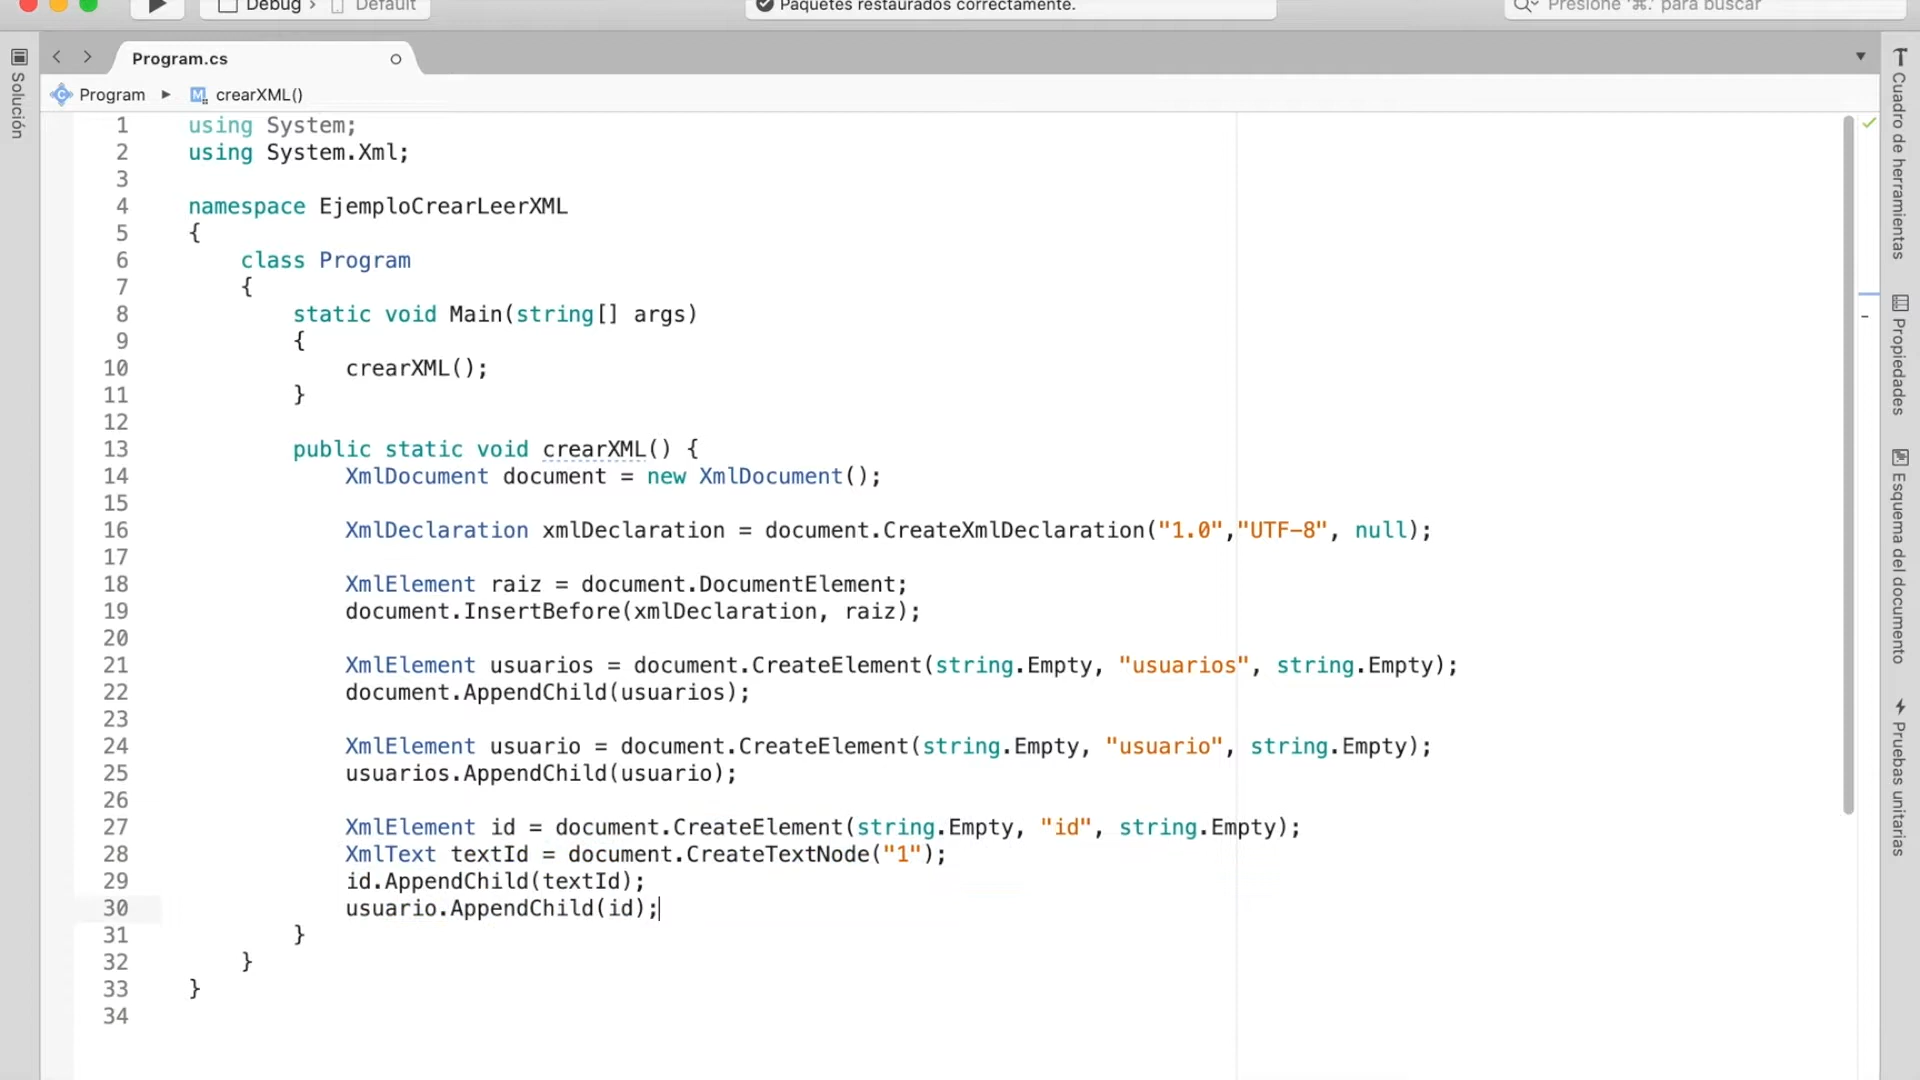 Debug › Default
Paquetes restaurados correctamente.
Presione '⌘.' para buscar
Solución
Program.cs
Program ▸ crearXML()
1 using System;
2 using System.Xml;
3
4 namespace EjemploCrearLeerXML
5 {
6 class Program
7 {
8 static void Main(string[] args)
9 {
10 crearXML();
11 }
12
13 public static void crearXML() {
14 XmlDocument document = new XmlDocument();
15
16 XmlDeclaration xmlDeclaration = document.CreateXmlDeclaration("1.0","UTF-8", null);
17
18 XmlElement raiz = document.DocumentElement;
19 document.InsertBefore(xmlDeclaration, raiz);
20
21 XmlElement usuarios = document.CreateElement(string.Empty, "usuarios", string.Empty);
22 document.AppendChild(usuarios);
23
24 XmlElement usuario = document.CreateElement(string.Empty, "usuario", string.Empty);
25 usuarios.AppendChild(usuario);
26
27 XmlElement id = document.CreateElement(string.Empty, "id", string.Empty);
28 XmlText textId = document.CreateTextNode("1");
29 id.AppendChild(textId);
30 usuario.AppendChild(id);
31 }
32 }
33 }
34
Cuadro de herramientas
Propiedades
Esquema del documento
Pruebas unitarias